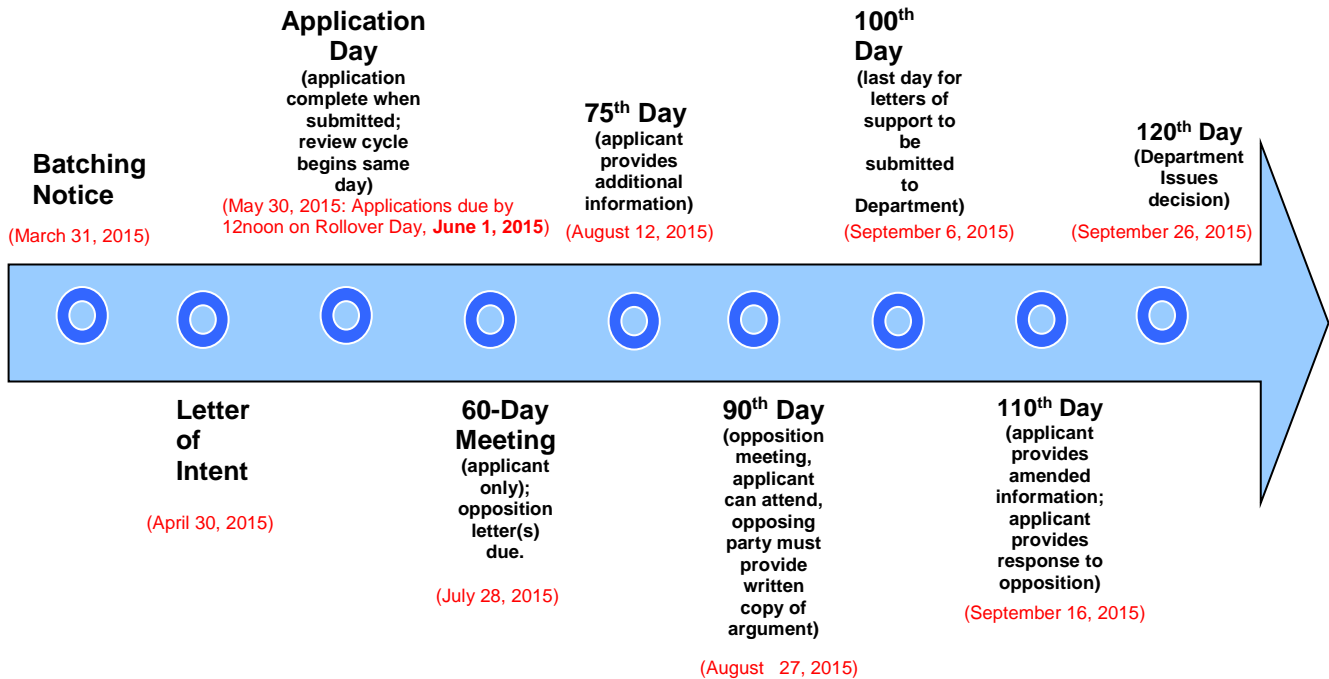 Batching
Notice
(March 31, 2015)
Letter
of
Intent
(April 30, 2015)
Application
Day
(application
complete when
submitted;
review cycle
begins same
day)
(May 30, 2015: Applications due by
12noon on Rollover Day, June 1, 2015)
60-Day
Meeting
(applicant
only);
opposition
letter(s)
due.
(July 28, 2015)
75th Day
(applicant
provides
additional
information)
(August 12, 2015)
90th Day
(opposition
meeting,
applicant
can attend,
opposing
party must
provide
written
copy of
argument)
(August 27, 2015)
100th
Day
(last day for
letters of
support to
be
submitted
to
Department)
(September 6, 2015)
110th Day
(applicant
provides
amended
information;
applicant
provides
response to
opposition)
(September 16, 2015)
120th Day
(Department
Issues
decision)
(September 26, 2015)